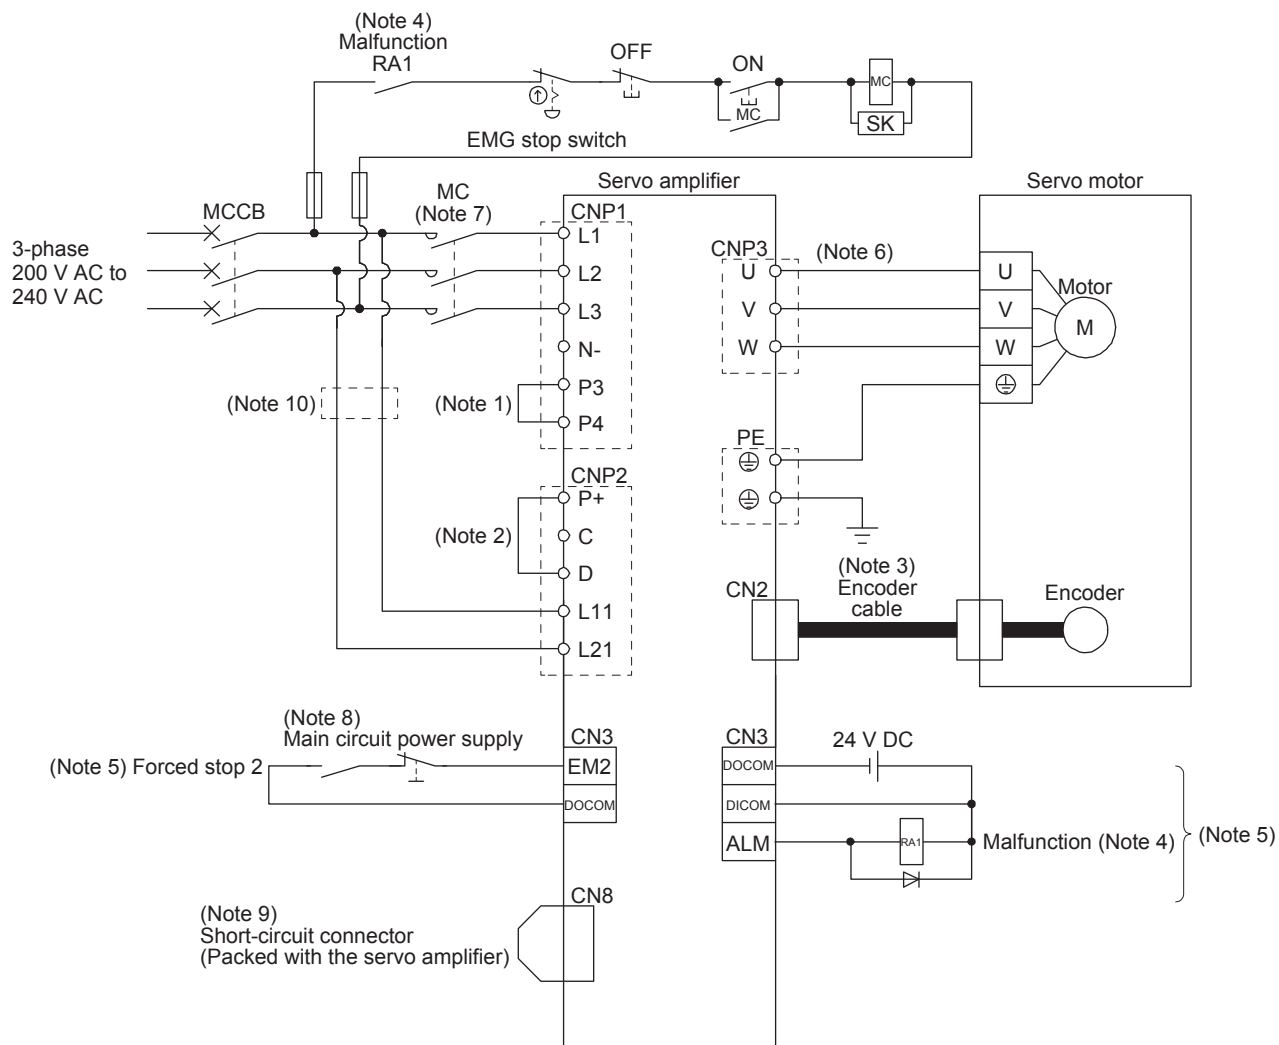 (Note 4)
Malfunction
RA1
OFF
ON
MC
MC
SK
EMG stop switch
Servo amplifier
Servo motor
MCCB
MC
(Note 7)
CNP1
L1
L2
L3
N-
P3
P4
3-phase
200 V AC to
240 V AC
CNP3
U
V
W
(Note 6)
U
V
W
Motor
M
(Note 10)
(Note 1)
PE
CNP2
P+
C
D
L11
L21
(Note 2)
(Note 3)
Encoder
cable
CN2
Encoder
(Note 8)
Main circuit power supply
(Note 5) Forced stop 2
CN3
EM2
DOCOM
CN3
DOCOM
DICOM
ALM
24 V DC
RA1
Malfunction (Note 4)
(Note 5)
CN8
(Note 9)
Short-circuit connector
(Packed with the servo amplifier)